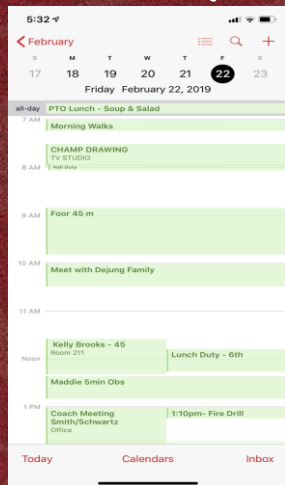 5:32
February
S M T W T F S
17 18 19 20 21 22 23
Friday February 22, 2019
all-day PTO Lunch - Soup & Salad
7 AM
Morning Walks
CHAMP DRAWING
TV STUDIO
8 AM Hall Duty
9 AM Foor 45 m
10 AM
Meet with Dejung Family
11 AM
Kelly Brooks - 45
Room 211
Lunch Duty - 6th
Noon
Maddie 5min Obs
1 PM
Coach Meeting
Smith/Schwartz
Office
1:10pm- Fire Drill
Today Calendars Inbox